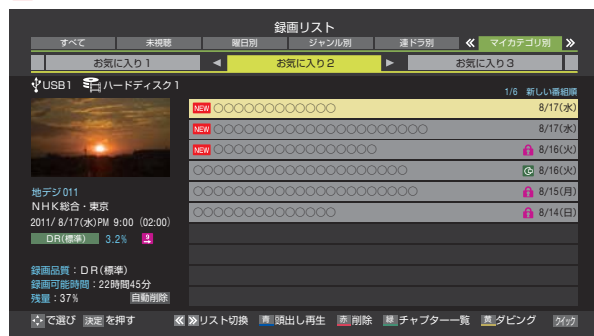 録画リスト
すべて 未視聴 曜日別 ジャンル別 連ドラ別 ≪ マイカテゴリ別 ≫
お気に入り1 ◀ お気に入り2 ▶ お気に入り3
USB1 ハードディスク1
1/6 新しい番組順
NEW ○○○○○○○○○○○○ 8/17(水)
NEW ○○○○○○○○○○○○○○○○○○○○○ 8/17(水)
NEW ○○○○○○○○○○○○○○○○ 8/16(火)
○○○○○○○○○○○○○○○○○○○○○ C 8/16(火)
○○○○○○○○○○○○○○○○○○○○○○ 8/15(月)
○○○○○○○○○○○○○○ 8/14(日)
地デジ011
NHK総合・東京
2011/ 8/17(水)PM 9:00 (02:00)
DR(標準) 3.2%
録画品質：DR(標準)
録画可能時間：22時間45分
残量：37% 自動削除
で選び 決定 を押す ≪ ≫リスト切換 青 頭出し再生 赤 削除 緑 チャプター一覧 黄 ダビング クイック